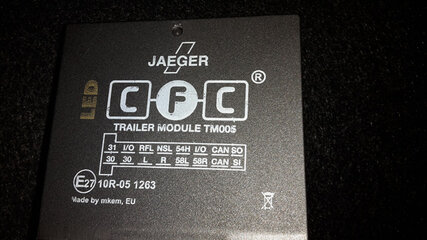 JAEGER
LED
C F C ®
TRAILER MODULE TM005
31 I/O RFL NSL 54H I/O CAN SO
30 30 L R 58L 58R CAN SI
E27 10R-05 1263
Made by mkem, EU